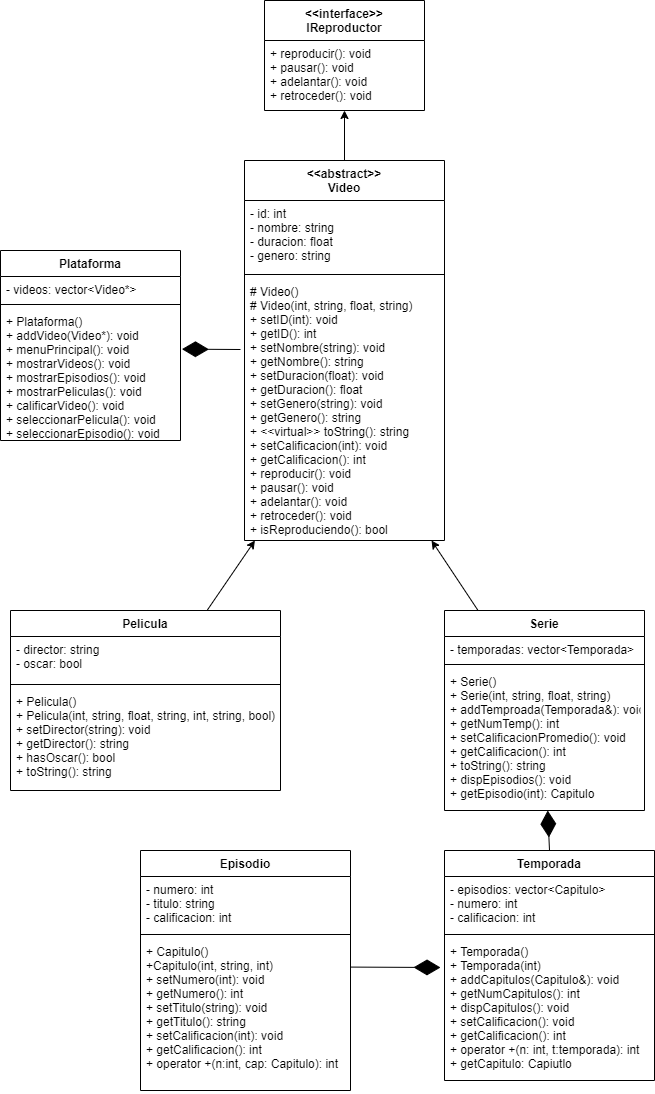 <<interface>>
IReproductor
+ reproducir(): void
+ pausar(): void
+ adelantar(): void
+ retroceder(): void
<<abstract>>
Video
- id: int
- nombre: string
- duracion: float
- genero: string
# Video()
# Video(int, string, float, string)
+ setID(int): void
+ getID(): int
+ setNombre(string): void
+ getNombre(): string
+ setDuracion(float): void
+ getDuracion(): float
+ setGenero(string): void
+ getGenero(): string
+ <<virtual>> toString(): string
+ setCalificacion(int): void
+ getCalificacion(): int
+ reproducir(): void
+ pausar(): void
+ adelantar(): void
+ retroceder(): void
+ isReproduciendo(): bool
Plataforma
- videos: vector<Video*>
+ Plataforma()
+ addVideo(Video*): void
+ menuPrincipal(): void
+ mostrarVideos(): void
+ mostrarEpisodios(): void
+ mostrarPeliculas(): void
+ calificarVideo(): void
+ seleccionarPelicula(): void
+ seleccionarEpisodio(): void
Pelicula
- director: string
- oscar: bool
+ Pelicula()
+ Pelicula(int, string, float, string, int, string, bool)
+ setDirector(string): void
+ getDirector(): string
+ hasOscar(): bool
+ toString(): string
Serie
- temporadas: vector<Temporada>
+ Serie()
+ Serie(int, string, float, string)
+ addTemproada(Temporada&): voi
+ getNumTemp(): int
+ setCalificacionPromedio(): void
+ getCalificacion(): int
+ toString(): string
+ dispEpisodios(): void
+ getEpisodio(int): Capitulo
Episodio
- numero: int
- titulo: string
- calificacion: int
+ Capitulo()
+Capitulo(int, string, int)
+ setNumero(int): void
+ getNumero(): int
+ setTitulo(string): void
+ getTitulo(): string
+ setCalificacion(int): void
+ getCalificacion(): int
+ operator +(n:int, cap: Capitulo): int
Temporada
- episodios: vector<Capitulo>
- numero: int
- calificacion: int
+ Temporada()
+ Temporada(int)
+ addCapitulos(Capitulo&): void
+ getNumCapitulos(): int
+ dispCapitulos(): void
+ setCalificacion(): void
+ getCalificacion(): int
+ operator +(n: int, t:temporada): int
+ getCapitulo: Capiutlo